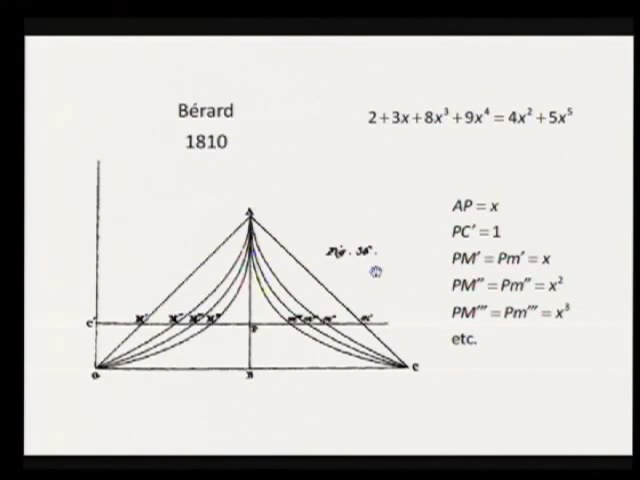 Bérard
1810
2+3x+8x³+9x⁴ = 4x²+5x⁵
AP = x
PC′ = 1
PM′ = Pm′ = x
PM″ = Pm″ = x²
PM‴ = Pm‴ = x³
etc.
A
C′
P
B
C